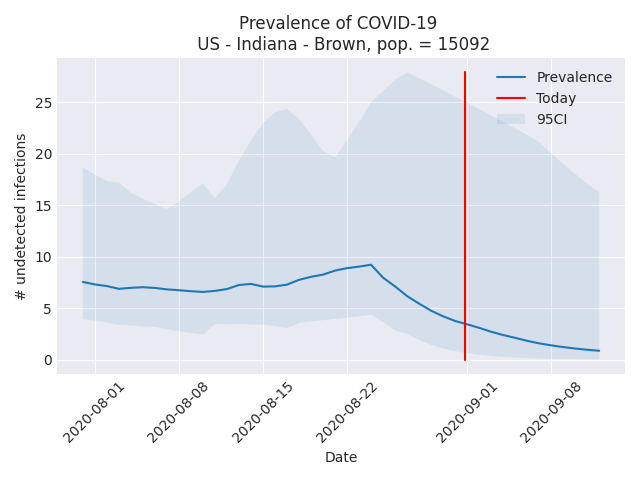 Prevalence of COVID-19
US - Indiana - Brown, pop. = 15092
Prevalence
Today
95CI
# undetected infections
25
20
15
10
5
0
2020-08-01
2020-08-08
2020-08-15
2020-08-22
2020-09-01
2020-09-08
Date